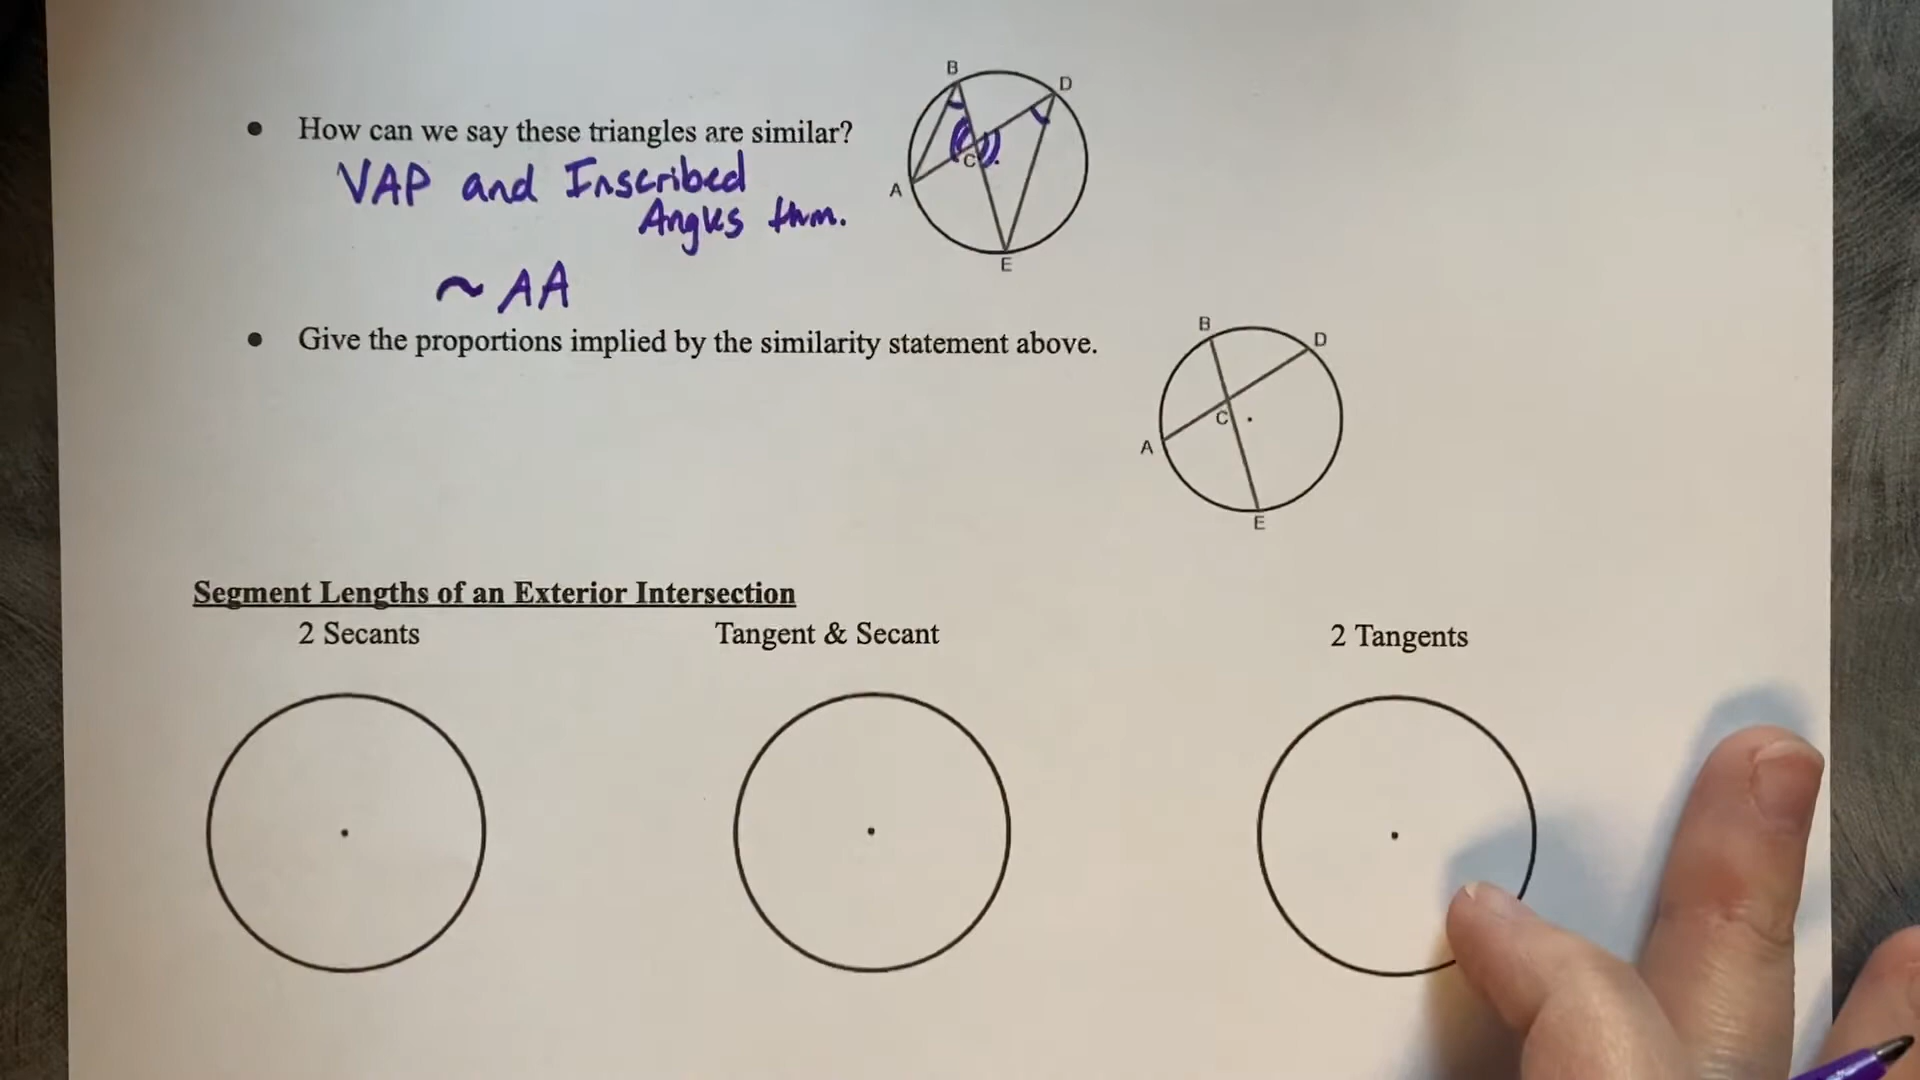 B
D
• How can we say these triangles are similar?
VAP and Inscribed
Angles thm.
C
A
E
~ AA
B
D
• Give the proportions implied by the similarity statement above.
C
A
E
Segment Lengths of an Exterior Intersection
2 Secants
Tangent & Secant
2 Tangents